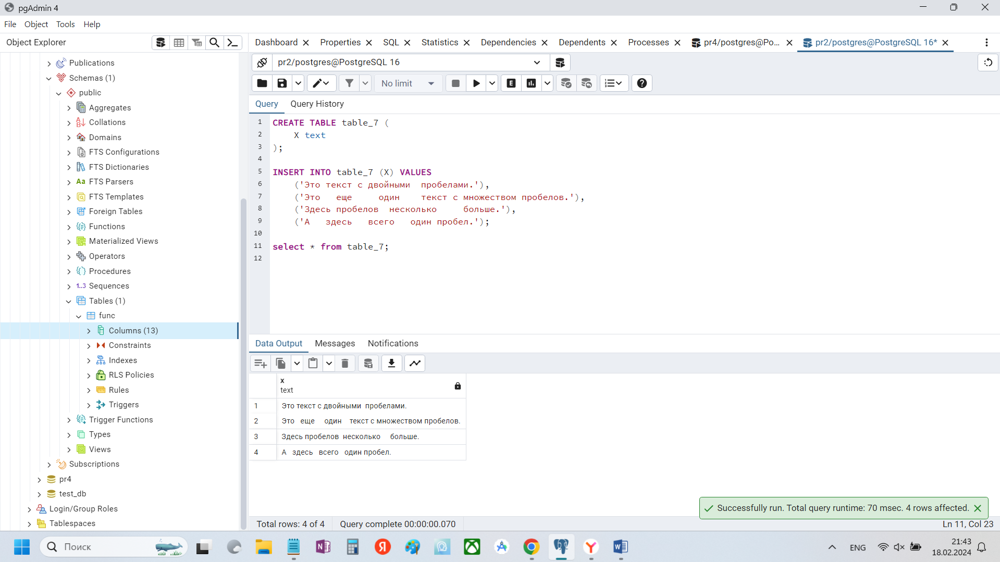 pgAdmin 4
File Object Tools Help
Object Explorer
Dashboard Properties SQL Statistics Dependencies Dependents Processes pr4/postgres@Po... pr2/postgres@PostgreSQL 16*
pr2/postgres@PostgreSQL 16
No limit
Query Query History
Publications
Schemas (1)
public
Aggregates
Collations
Domains
FTS Configurations
FTS Dictionaries
FTS Parsers
FTS Templates
Foreign Tables
Functions
Materialized Views
Operators
Procedures
1..3 Sequences
Tables (1)
func
Columns (13)
Constraints
Indexes
RLS Policies
Rules
Triggers
Trigger Functions
Types
Views
Subscriptions
pr4
test_db
Login/Group Roles
Tablespaces
1 CREATE TABLE table_7 (
2     X text
3 );
4
5 INSERT INTO table_7 (X) VALUES
6     ('Это текст с двойными  пробелами.'),
7     ('Это   еще     один    текст с множеством пробелов.'),
8     ('Здесь пробелов  несколько     больше.'),
9     ('А   здесь   всего   один пробел.');
10
11 select * from table_7;
12
Data Output Messages Notifications
x
text
1 Это текст с двойными  пробелами.
2 Это   еще     один    текст с множеством пробелов.
3 Здесь пробелов  несколько     больше.
4 А   здесь   всего   один пробел.
Successfully run. Total query runtime: 70 msec. 4 rows affected.
Total rows: 4 of 4 Query complete 00:00:00.070 Ln 11, Col 23
Поиск
ENG
21:43
18.02.2024